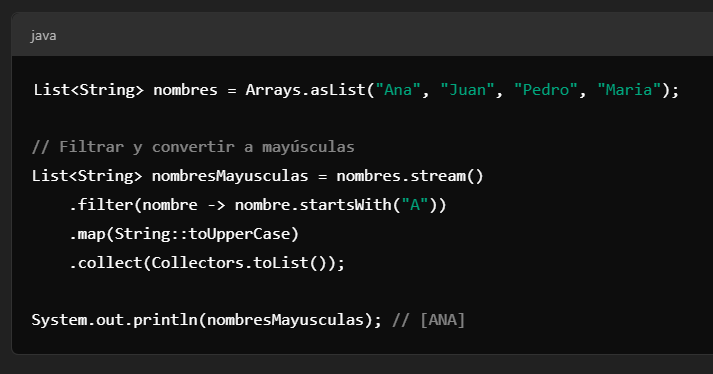 java
List<String> nombres = Arrays.asList("Ana", "Juan", "Pedro", "Maria");
// Filtrar y convertir a mayúsculas
List<String> nombresMayusculas = nombres.stream()
    .filter(nombre -> nombre.startsWith("A"))
    .map(String::toUpperCase)
    .collect(Collectors.toList());
System.out.println(nombresMayusculas); // [ANA]